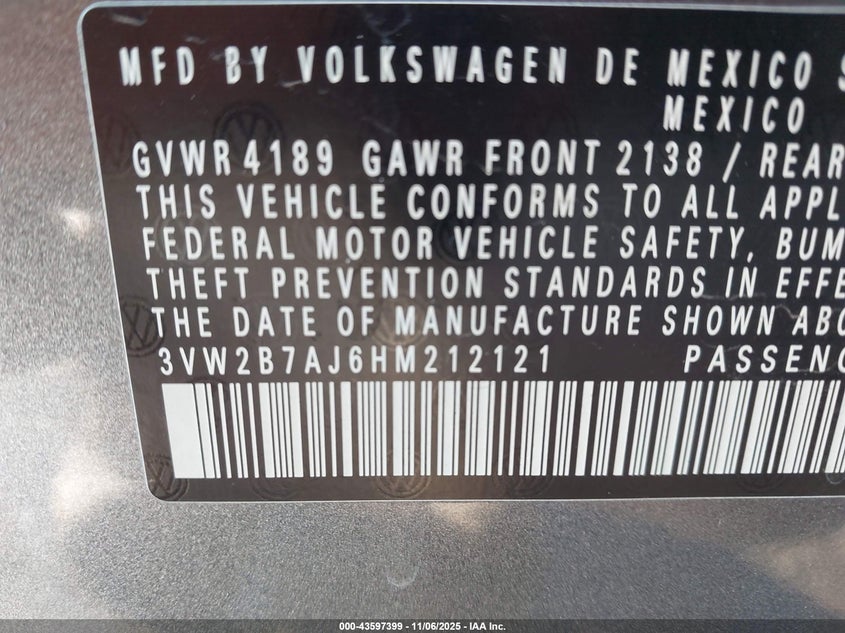 MFD BY VOLKSWAGEN DE MEXICO S
MEXICO
GVWR 4189 GAWR FRONT 2138 / REAR
THIS VEHICLE CONFORMS TO ALL APPL
FEDERAL MOTOR VEHICLE SAFETY, BUM
THEFT PREVENTION STANDARDS IN EFFE
THE DATE OF MANUFACTURE SHOWN ABO
3VW2B7AJ6HM212121 PASSENG
000-43597399 - 11/06/2025 - IAA Inc.